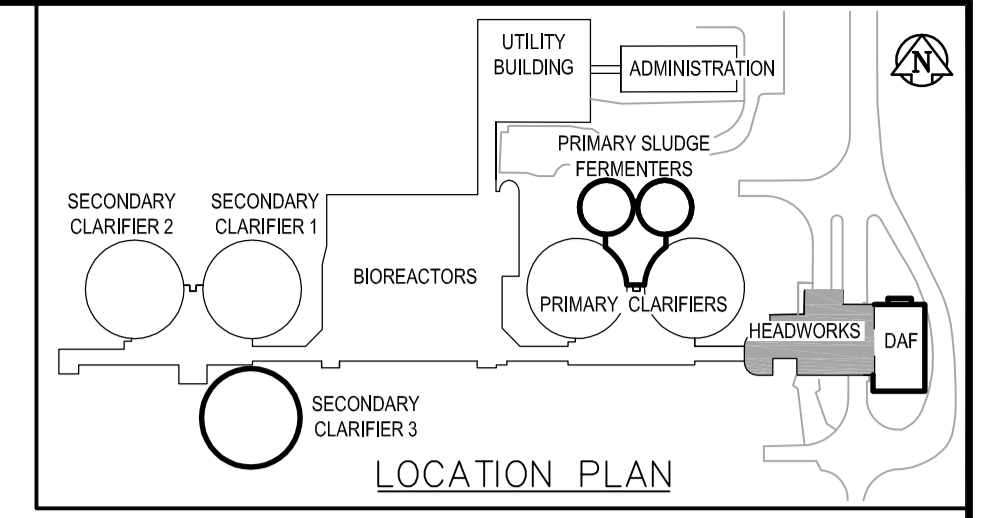 UTILITY
BUILDING
ADMINISTRATION
N
PRIMARY SLUDGE
FERMENTERS
SECONDARY
CLARIFIER 2
SECONDARY
CLARIFIER 1
BIOREACTORS
PRIMARY CLARIFIERS
HEADWORKS
DAF
SECONDARY
CLARIFIER 3
LOCATION PLAN